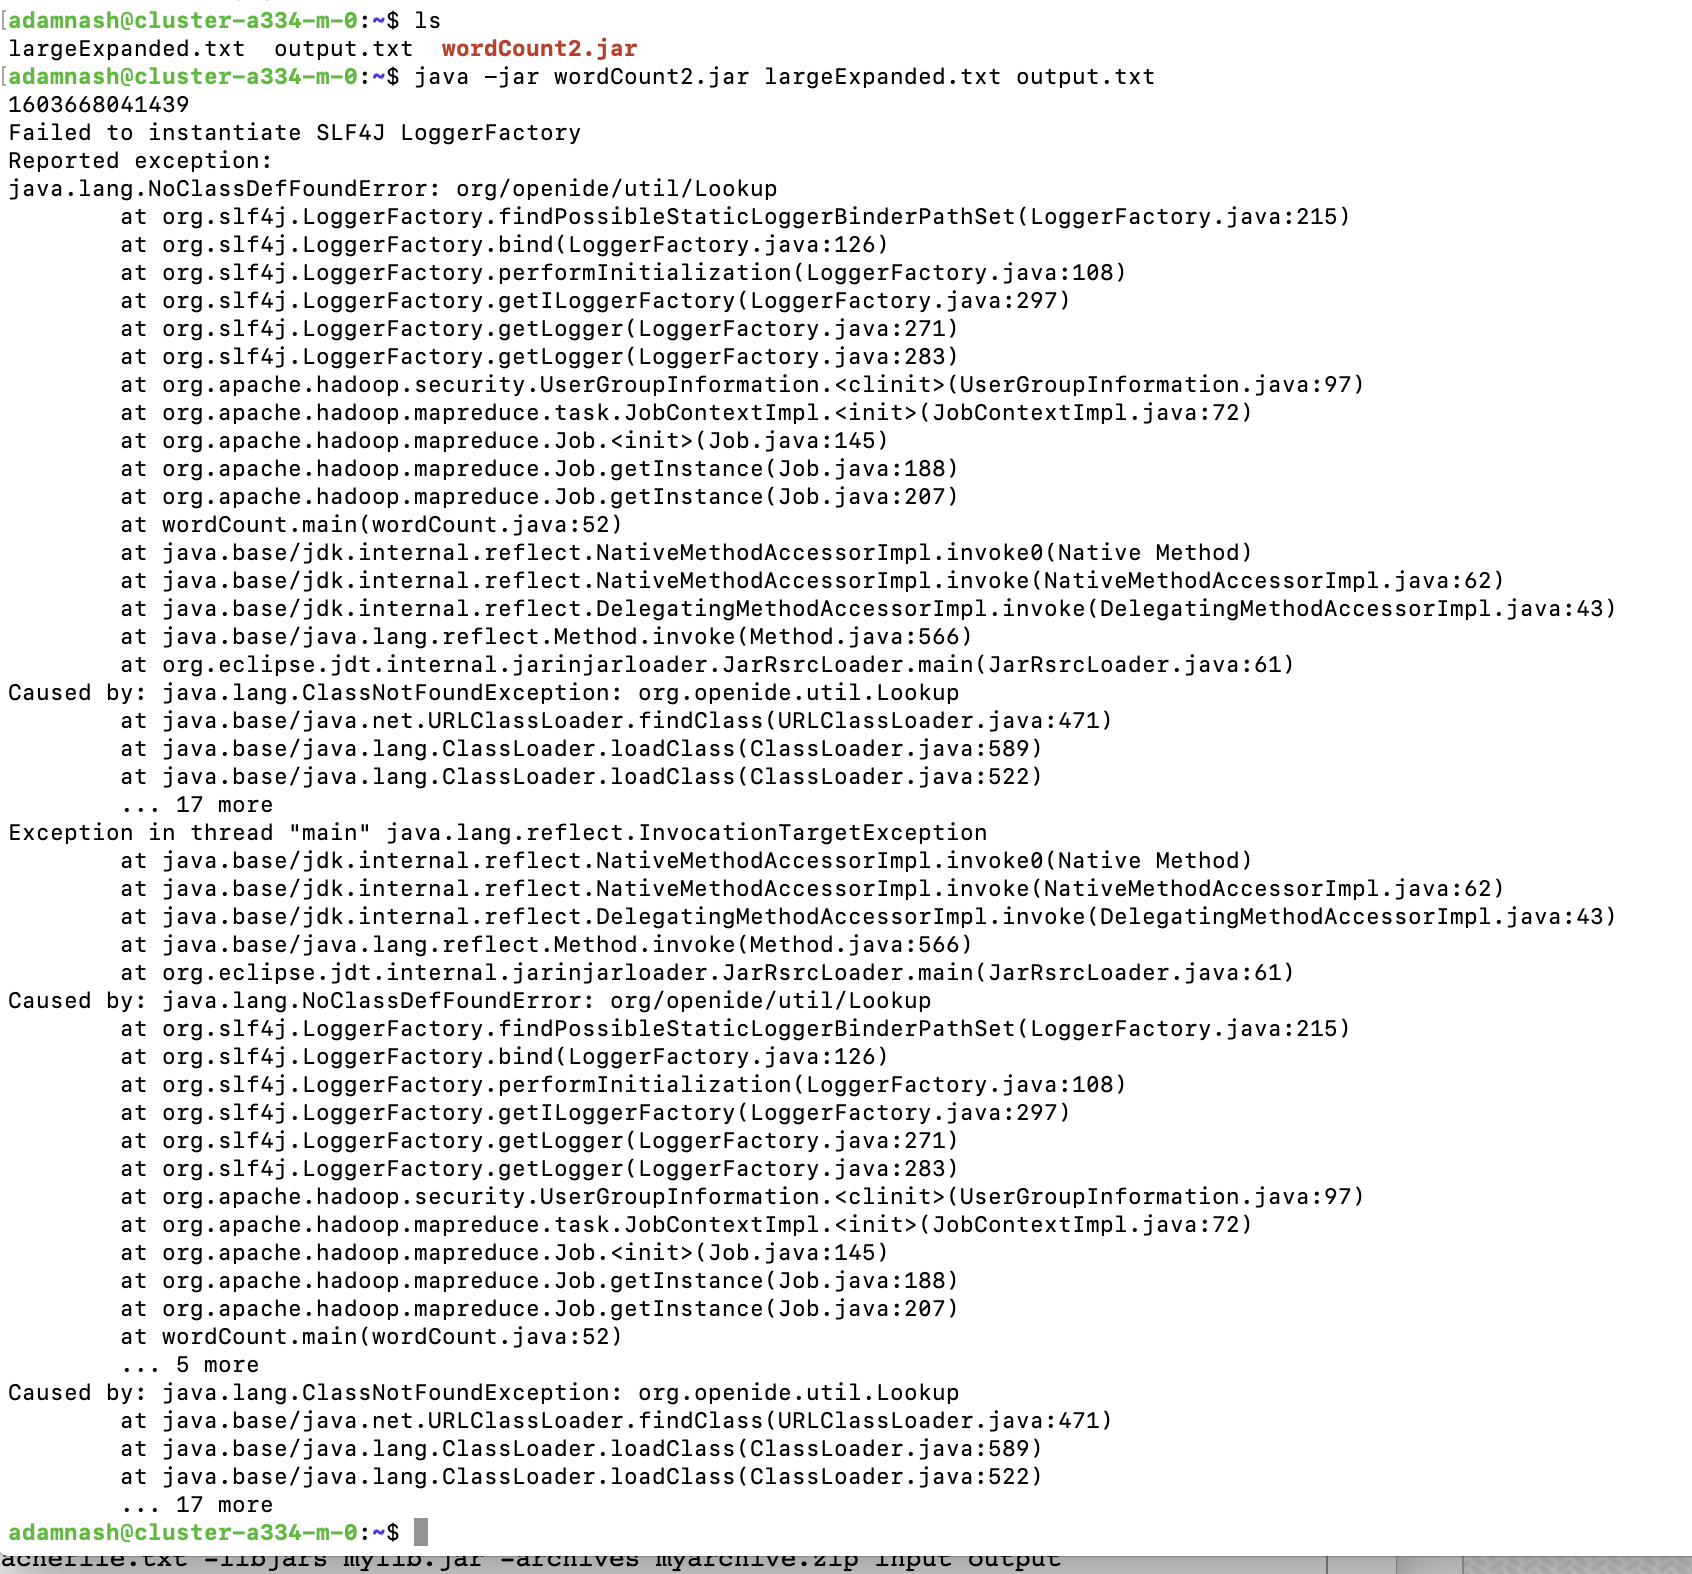 adamnash@cluster-a334-m-0:~$ ls
largeExpanded.txt  output.txt  wordCount2.jar
adamnash@cluster-a334-m-0:~$ java -jar wordCount2.jar largeExpanded.txt output.txt
1603668041439
Failed to instantiate SLF4J LoggerFactory
Reported exception:
java.lang.NoClassDefFoundError: org/openide/util/Lookup
        at org.slf4j.LoggerFactory.findPossibleStaticLoggerBinderPathSet(LoggerFactory.java:215)
        at org.slf4j.LoggerFactory.bind(LoggerFactory.java:126)
        at org.slf4j.LoggerFactory.performInitialization(LoggerFactory.java:108)
        at org.slf4j.LoggerFactory.getILoggerFactory(LoggerFactory.java:297)
        at org.slf4j.LoggerFactory.getLogger(LoggerFactory.java:271)
        at org.slf4j.LoggerFactory.getLogger(LoggerFactory.java:283)
        at org.apache.hadoop.security.UserGroupInformation.<clinit>(UserGroupInformation.java:97)
        at org.apache.hadoop.mapreduce.task.JobContextImpl.<init>(JobContextImpl.java:72)
        at org.apache.hadoop.mapreduce.Job.<init>(Job.java:145)
        at org.apache.hadoop.mapreduce.Job.getInstance(Job.java:188)
        at org.apache.hadoop.mapreduce.Job.getInstance(Job.java:207)
        at wordCount.main(wordCount.java:52)
        at java.base/jdk.internal.reflect.NativeMethodAccessorImpl.invoke0(Native Method)
        at java.base/jdk.internal.reflect.NativeMethodAccessorImpl.invoke(NativeMethodAccessorImpl.java:62)
        at java.base/jdk.internal.reflect.DelegatingMethodAccessorImpl.invoke(DelegatingMethodAccessorImpl.java:43)
        at java.base/java.lang.reflect.Method.invoke(Method.java:566)
        at org.eclipse.jdt.internal.jarinjarloader.JarRsrcLoader.main(JarRsrcLoader.java:61)
Caused by: java.lang.ClassNotFoundException: org.openide.util.Lookup
        at java.base/java.net.URLClassLoader.findClass(URLClassLoader.java:471)
        at java.base/java.lang.ClassLoader.loadClass(ClassLoader.java:589)
        at java.base/java.lang.ClassLoader.loadClass(ClassLoader.java:522)
        ... 17 more
Exception in thread "main" java.lang.reflect.InvocationTargetException
        at java.base/jdk.internal.reflect.NativeMethodAccessorImpl.invoke0(Native Method)
        at java.base/jdk.internal.reflect.NativeMethodAccessorImpl.invoke(NativeMethodAccessorImpl.java:62)
        at java.base/jdk.internal.reflect.DelegatingMethodAccessorImpl.invoke(DelegatingMethodAccessorImpl.java:43)
        at java.base/java.lang.reflect.Method.invoke(Method.java:566)
        at org.eclipse.jdt.internal.jarinjarloader.JarRsrcLoader.main(JarRsrcLoader.java:61)
Caused by: java.lang.NoClassDefFoundError: org/openide/util/Lookup
        at org.slf4j.LoggerFactory.findPossibleStaticLoggerBinderPathSet(LoggerFactory.java:215)
        at org.slf4j.LoggerFactory.bind(LoggerFactory.java:126)
        at org.slf4j.LoggerFactory.performInitialization(LoggerFactory.java:108)
        at org.slf4j.LoggerFactory.getILoggerFactory(LoggerFactory.java:297)
        at org.slf4j.LoggerFactory.getLogger(LoggerFactory.java:271)
        at org.slf4j.LoggerFactory.getLogger(LoggerFactory.java:283)
        at org.apache.hadoop.security.UserGroupInformation.<clinit>(UserGroupInformation.java:97)
        at org.apache.hadoop.mapreduce.task.JobContextImpl.<init>(JobContextImpl.java:72)
        at org.apache.hadoop.mapreduce.Job.<init>(Job.java:145)
        at org.apache.hadoop.mapreduce.Job.getInstance(Job.java:188)
        at org.apache.hadoop.mapreduce.Job.getInstance(Job.java:207)
        at wordCount.main(wordCount.java:52)
        ... 5 more
Caused by: java.lang.ClassNotFoundException: org.openide.util.Lookup
        at java.base/java.net.URLClassLoader.findClass(URLClassLoader.java:471)
        at java.base/java.lang.ClassLoader.loadClass(ClassLoader.java:589)
        at java.base/java.lang.ClassLoader.loadClass(ClassLoader.java:522)
        ... 17 more
adamnash@cluster-a334-m-0:~$
achefile.txt -libjars mylib.jar -archives myarchive.zip input output